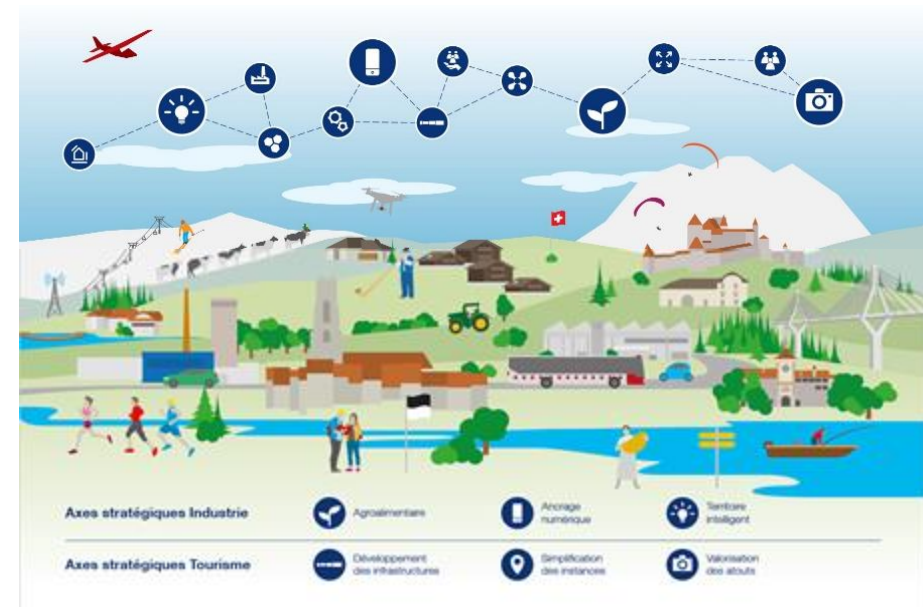 Axes stratégiques Industrie
Agroalimentaire
Ancrage
numérique
Territoire
intelligent
Axes stratégiques Tourisme
Développement
des infrastructures
Simplification
des instances
Valorisation
des atouts